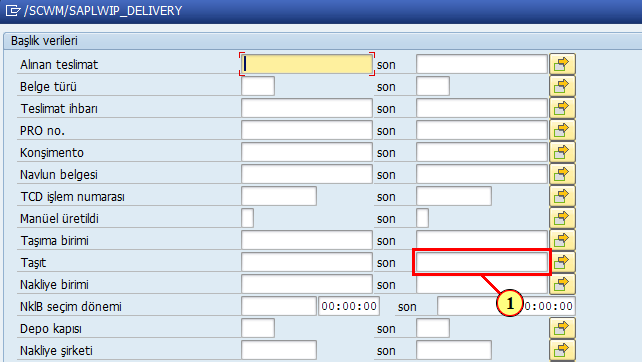 /SCWM/SAPLWIP_DELIVERY
Başlık verileri
Alınan teslimat son
Belge türü son
Teslimat ihbarı son
PRO no. son
Konşimento son
Navlun belgesi son
TCD işlem numarası son
Manüel üretildi son
Taşıma birimi son
Taşıt son
Nakliye birimi son
1
NklB seçim dönemi 00:00:00 son 0:00:00
Depo kapısı son
Nakliye şirketi son